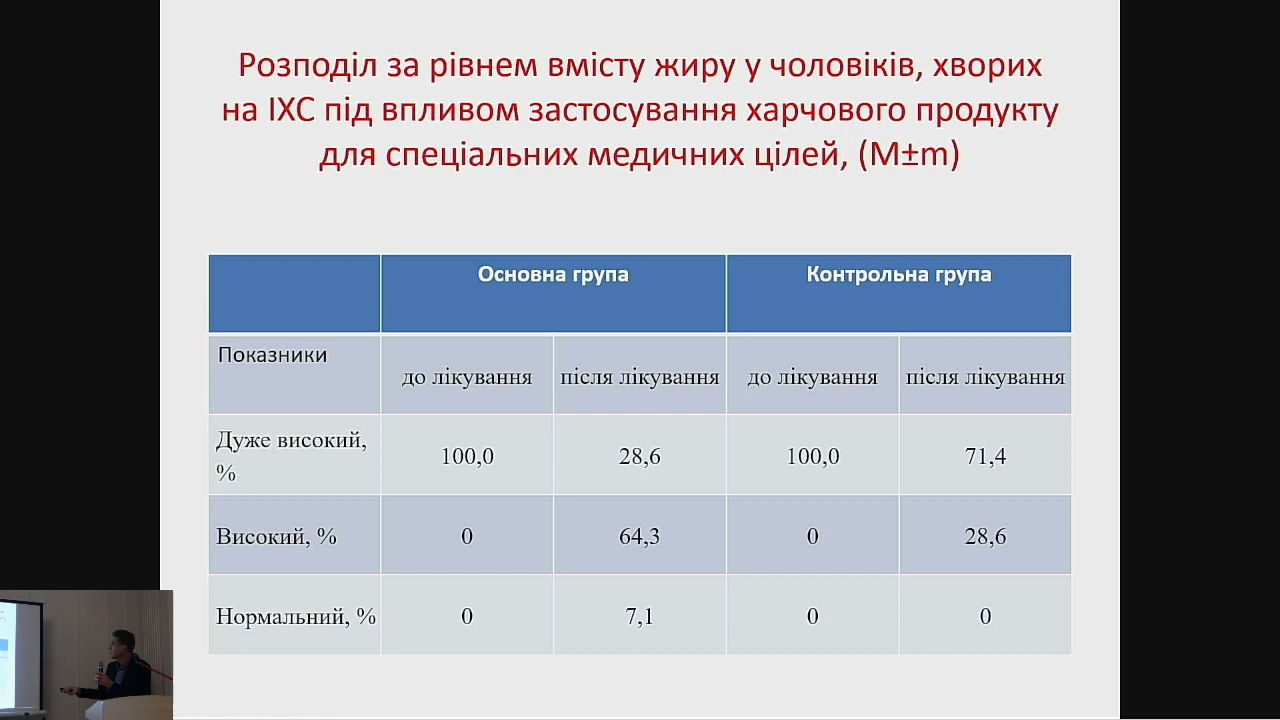 Розподіл за рівнем вмісту жиру у чоловіків, хворих
на ІХС під впливом застосування харчового продукту
для спеціальних медичних цілей, (M±m)
Основна група Контрольна група
Показники до лікування після лікування до лікування після лікування
Дуже високий,
% 100,0 28,6 100,0 71,4
Високий, % 0 64,3 0 28,6
Нормальний, % 0 7,1 0 0